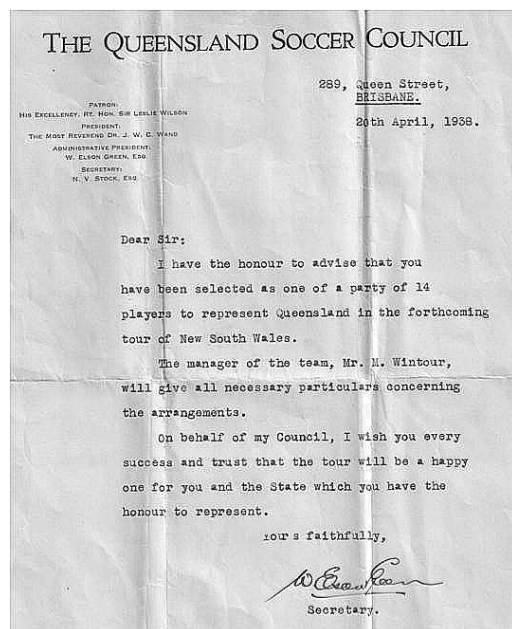 THE QUEENSLAND SOCCER COUNCIL
289, Queen Street,
BRISBANE.
20th April, 1938.
PATRON:
HIS EXCELLENCY, RT. HON. SIR LESLIE WILSON
PRESIDENT:
THE MOST REVEREND DR. J. W. C. WAND
ADMINISTRATIVE PRESIDENT:
W. ELSON GREEN, ESQ.
SECRETARY:
N. V. STOCK, ESQ.
Dear Sir:
I have the honour to advise that you
have been selected as one of a party of 14
players to represent Queensland in the forthcoming
tour of New South Wales.
The manager of the team, Mr. M. Wintour,
will give all necessary particulars concerning
the arrangements.
On behalf of my Council, I wish you every
success and trust that the tour will be a happy
one for you and the State which you have the
honour to represent.
Yours faithfully,
W Elson Green
Secretary.